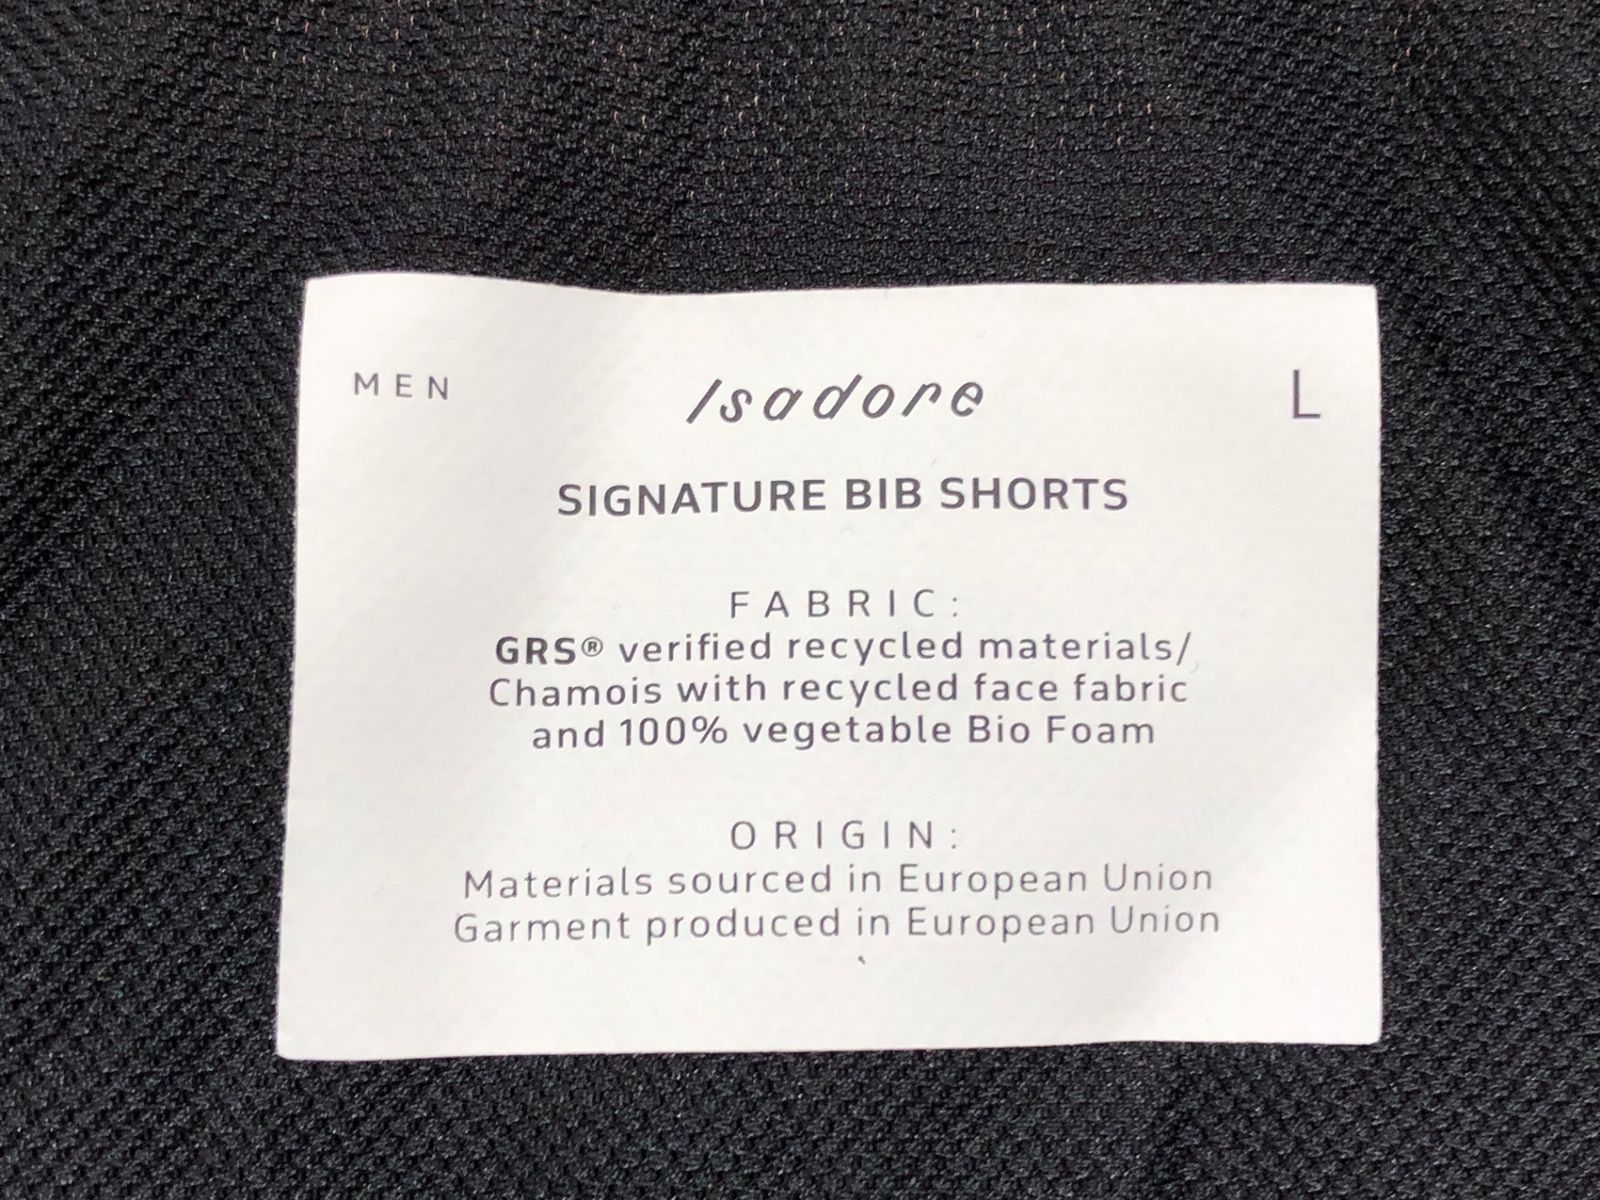 MEN Isadore L
SIGNATURE BIB SHORTS
FABRIC:
GRS® verified recycled materials/
Chamois with recycled face fabric
and 100% vegetable Bio Foam
ORIGIN:
Materials sourced in European Union
Garment produced in European Union